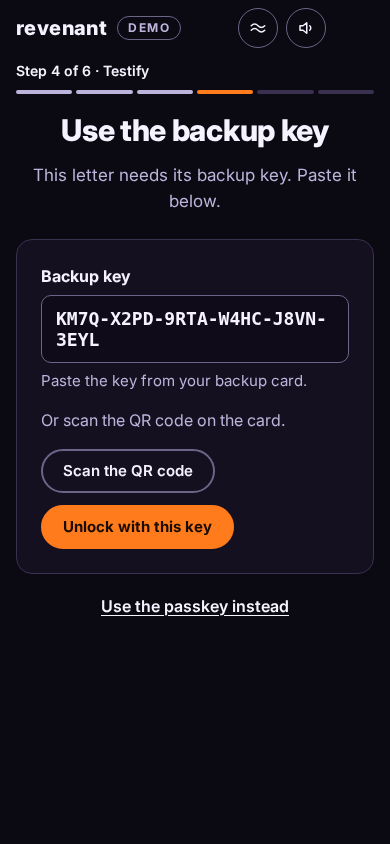 revenant DEMO
Step 4 of 6 · Testify
Use the backup key
This letter needs its backup key. Paste it
below.
Backup key
KM7Q-X2PD-9RTA-W4HC-J8VN-
3EYL
Paste the key from your backup card.
Or scan the QR code on the card.
Scan the QR code
Unlock with this key
Use the passkey instead